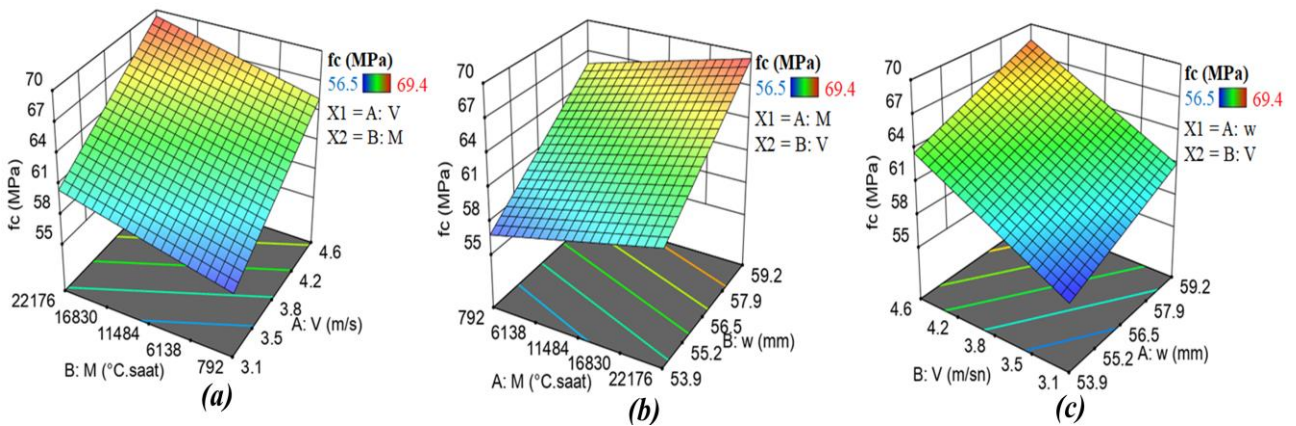 (a)
fc (MPa)
56.5 69.4
X1 = A: V
X2 = B: M
70
67
64
61
58
55
fc (MPa)
22176
16830
11484
6138
792
B: M (°C.saat)
3.1
3.5
3.8
4.2
4.6
A: V (m/s)
(a)
(b)
fc (MPa)
56.5 69.4
X1 = A: M
X2 = B: V
70
67
64
61
58
55
fc (MPa)
792
6138
11484
16830
22176
A: M (°C.saat)
53.9
55.2
56.5
57.9
59.2
B: w (mm)
(b)
(c)
fc (MPa)
56.5 69.4
X1 = A: w
X2 = B: V
70
67
64
61
58
55
fc (MPa)
4.6
4.2
3.8
3.5
3.1
B: V (m/sn)
53.9
55.2
56.5
57.9
59.2
A: w (mm)
(c)